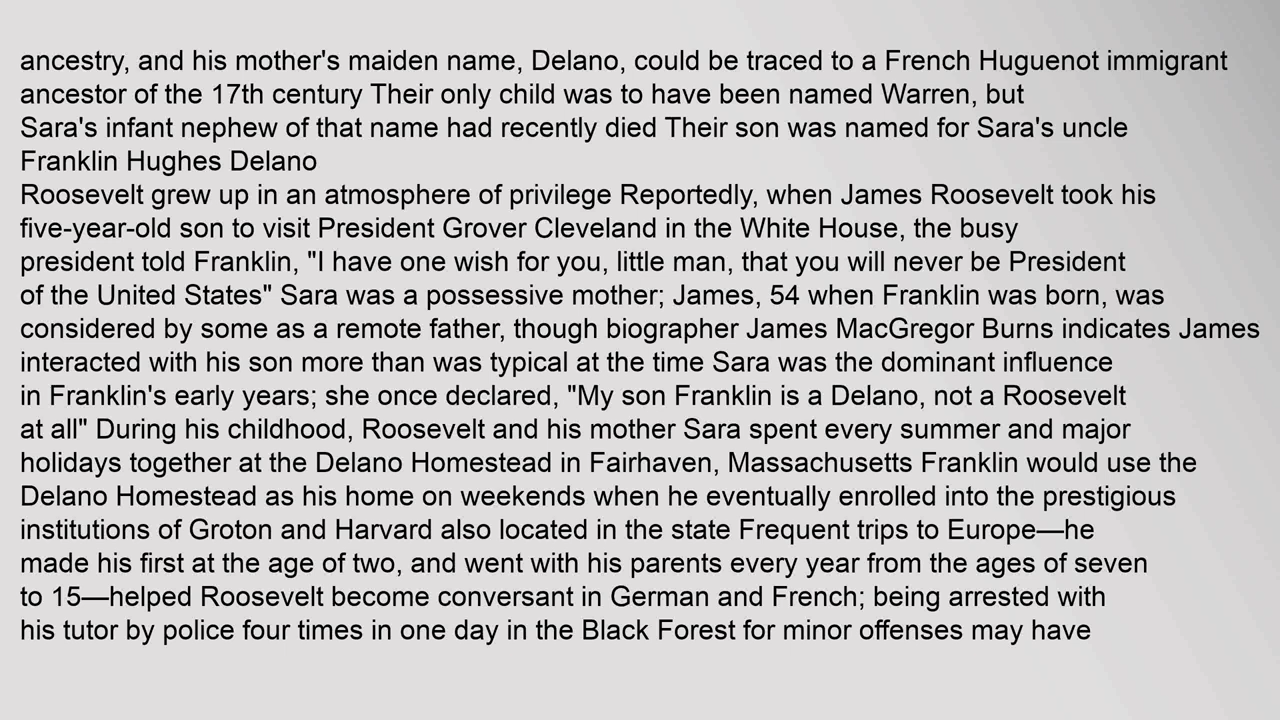 ancestry, and his mother's maiden name, Delano, could be traced to a French Huguenot immigrant
ancestor of the 17th century Their only child was to have been named Warren, but
Sara's infant nephew of that name had recently died Their son was named for Sara's uncle
Franklin Hughes Delano
Roosevelt grew up in an atmosphere of privilege Reportedly, when James Roosevelt took his
five-year-old son to visit President Grover Cleveland in the White House, the busy
president told Franklin, "I have one wish for you, little man, that you will never be President
of the United States" Sara was a possessive mother; James, 54 when Franklin was born, was
considered by some as a remote father, though biographer James MacGregor Burns indicates James
interacted with his son more than was typical at the time Sara was the dominant influence
in Franklin's early years; she once declared, "My son Franklin is a Delano, not a Roosevelt
at all" During his childhood, Roosevelt and his mother Sara spent every summer and major
holidays together at the Delano Homestead in Fairhaven, Massachusetts Franklin would use the
Delano Homestead as his home on weekends when he eventually enrolled into the prestigious
institutions of Groton and Harvard also located in the state Frequent trips to Europe—he
made his first at the age of two, and went with his parents every year from the ages of seven
to 15—helped Roosevelt become conversant in German and French; being arrested with
his tutor by police four times in one day in the Black Forest for minor offenses may have